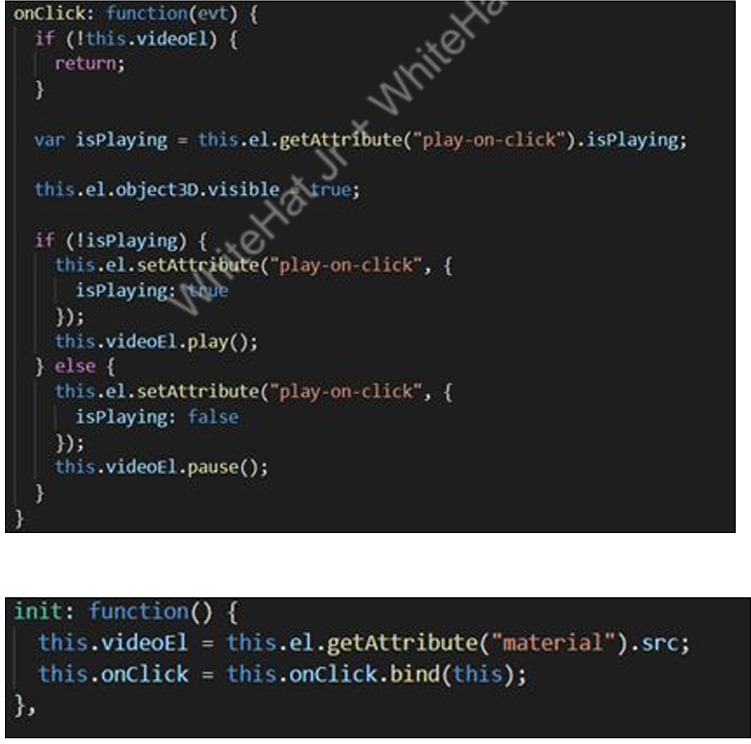 onClick: function(evt) {
  if (!this.videoEl) {
    return;
  }

  var isPlaying = this.el.getAttribute("play-on-click").isPlaying;

  this.el.object3D.visible = true;

  if (!isPlaying) {
    this.el.setAttribute("play-on-click", {
      isPlaying: true
    });
    this.videoEl.play();
  } else {
    this.el.setAttribute("play-on-click", {
      isPlaying: false
    });
    this.videoEl.pause();
  }
}
WhiteHat Jr + WhiteHat

init: function() {
  this.videoEl = this.el.getAttribute("material").src;
  this.onClick = this.onClick.bind(this);
},